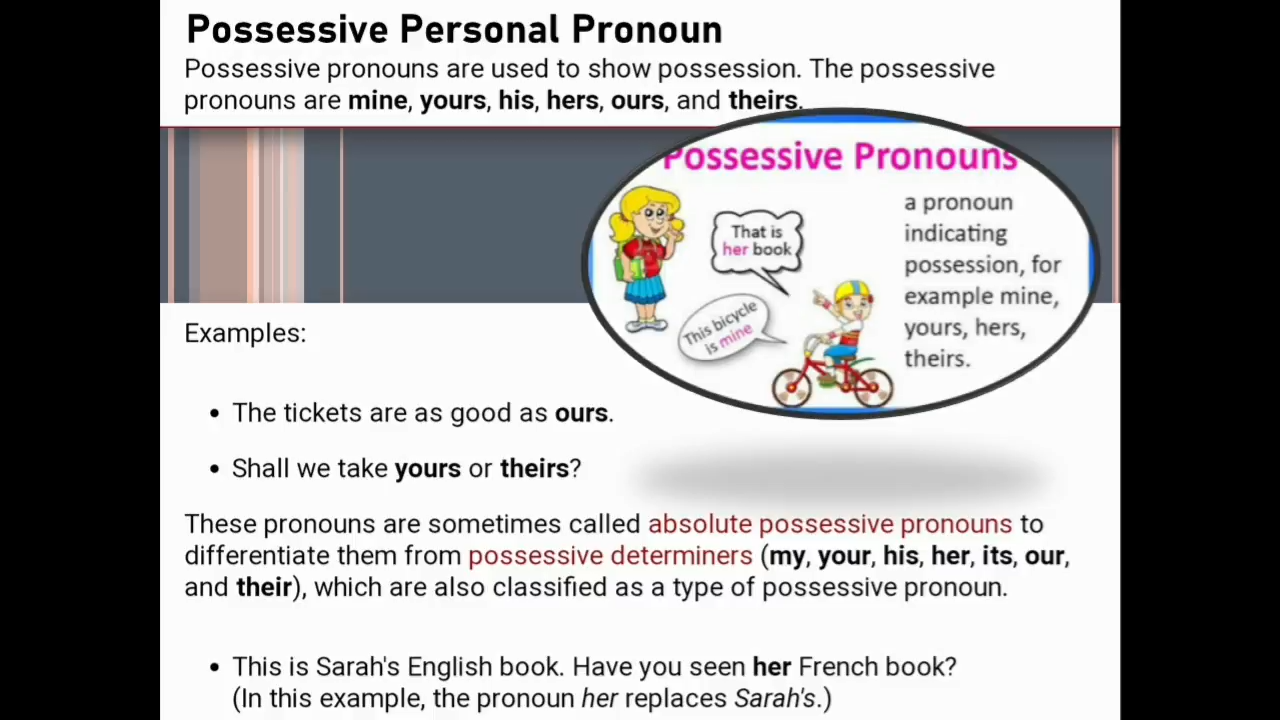 Possessive Personal Pronoun
Possessive pronouns are used to show possession. The possessive
pronouns are mine, yours, his, hers, ours, and theirs.
Possessive Pronouns
That is
her book
This bicycle
is mine
a pronoun
indicating
possession, for
example mine,
yours, hers,
theirs.
Examples:
• The tickets are as good as ours.
• Shall we take yours or theirs?
These pronouns are sometimes called absolute possessive pronouns to
differentiate them from possessive determiners (my, your, his, her, its, our,
and their), which are also classified as a type of possessive pronoun.
• This is Sarah's English book. Have you seen her French book?
(In this example, the pronoun her replaces Sarah's.)